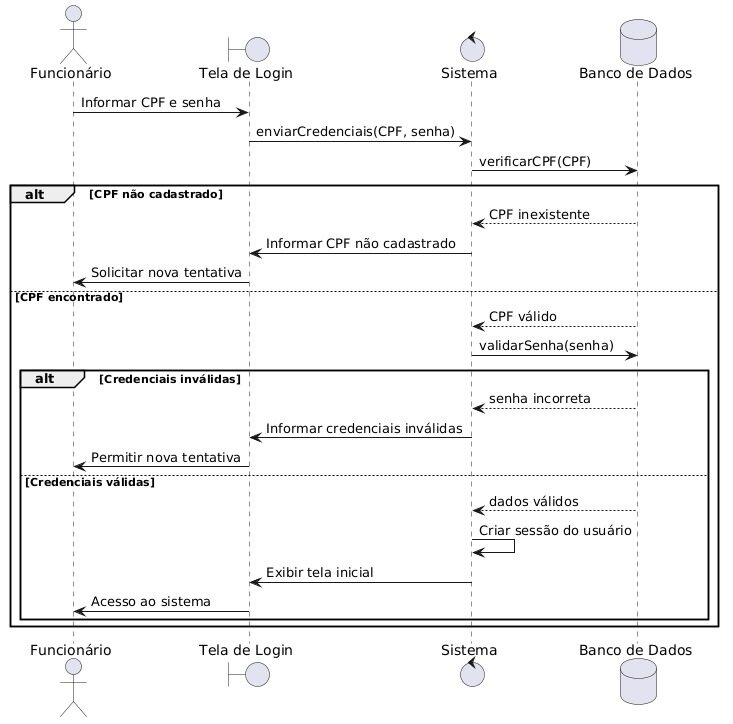 Funcionário
Tela de Login
Sistema
Banco de Dados
Informar CPF e senha
enviarCredenciais(CPF, senha)
verificarCPF(CPF)
alt
[CPF não cadastrado]
CPF inexistente
Informar CPF não cadastrado
Solicitar nova tentativa
[CPF encontrado]
CPF válido
validarSenha(senha)
alt
[Credenciais inválidas]
senha incorreta
Informar credenciais inválidas
Permitir nova tentativa
[Credenciais válidas]
dados válidos
Criar sessão do usuário
Exibir tela inicial
Acesso ao sistema
Funcionário
Tela de Login
Sistema
Banco de Dados